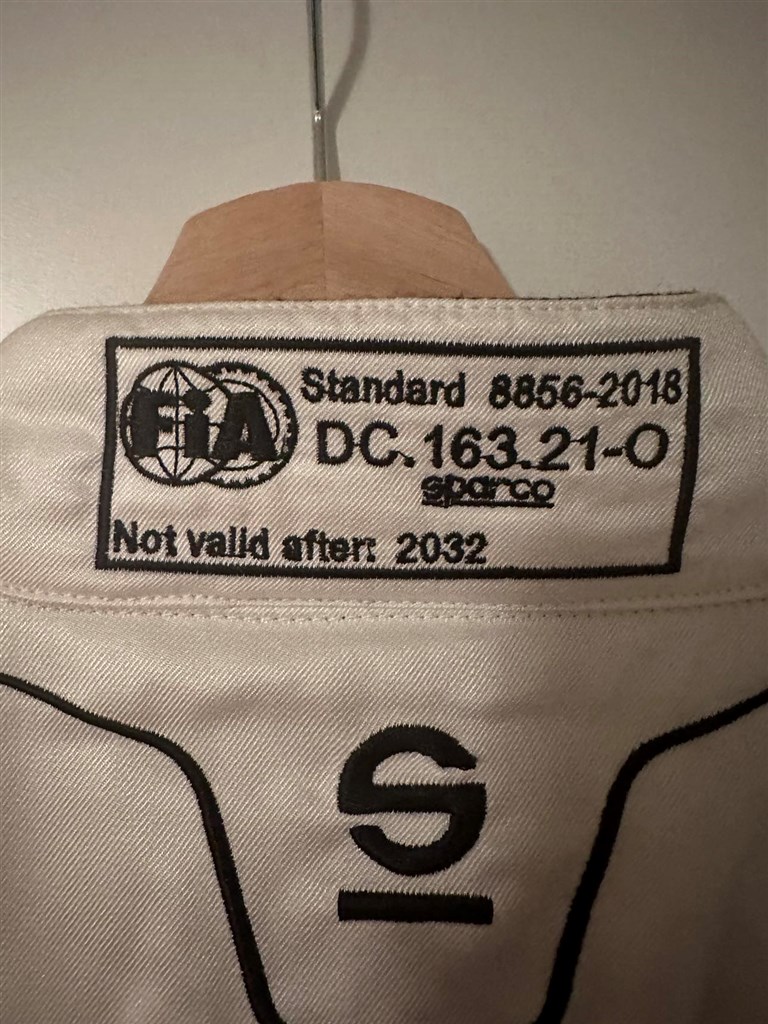 FiA
Standard 8856-2018
DC.163.21-O
sparco
Not valid after: 2032
S